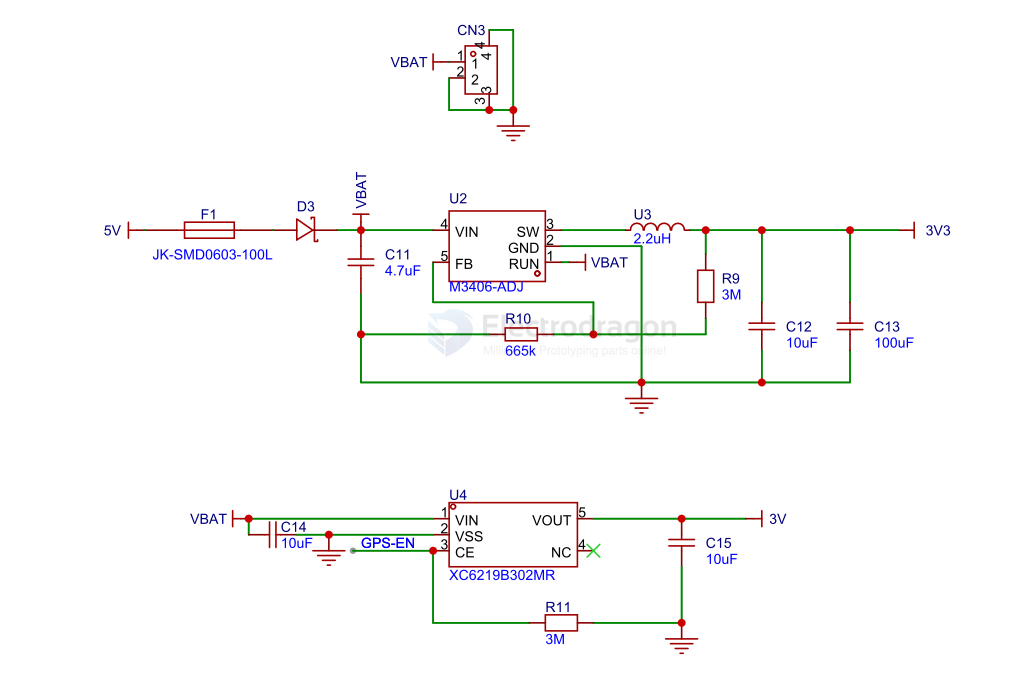 CN3
VBAT
1
2
4
4
1
2
3
3
VBAT
5V
F1
JK-SMD0603-100L
D3
C11
4.7uF
U2
4
VIN
5
FB
SW
3
GND
2
RUN
1
M3406-ADJ
VBAT
U3
2.2uH
3V3
R9
3M
R10
665k
Electrodragon
C12
10uF
C13
100uF
VBAT
C14
10uF
GPS-EN
U4
1
VIN
2
VSS
3
CE
VOUT
5
NC
4
XC6219B302MR
3V
C15
10uF
R11
3M